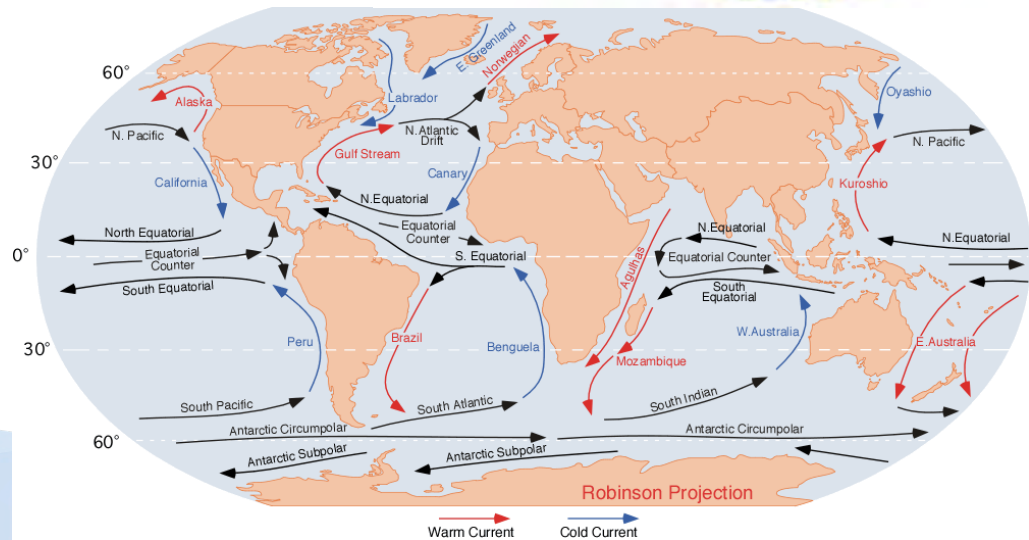 E. Greenland
Norwegian
60°
Alaska
Labrador
Oyashio
N. Pacific
N.Atlantic
Drift
N. Pacific
Gulf Stream
30°
30°
California
Canary
Kuroshio
N.Equatorial
North Equatorial
Equatorial
Counter
N.Equatorial
N.Equatorial
0°
0°
Equatorial
Counter
S. Equatorial
Agulhas
Equatorial Counter
South Equatorial
South
Equatorial
Peru
Brazil
Benguela
W.Australia
E.Australia
30°
30°
Mozambique
South Pacific
South Atlantic
South Indian
Antarctic Circumpolar
Antarctic Circumpolar
60°
Antarctic Subpolar
Antarctic Subpolar
Robinson Projection
Warm Current
Cold Current